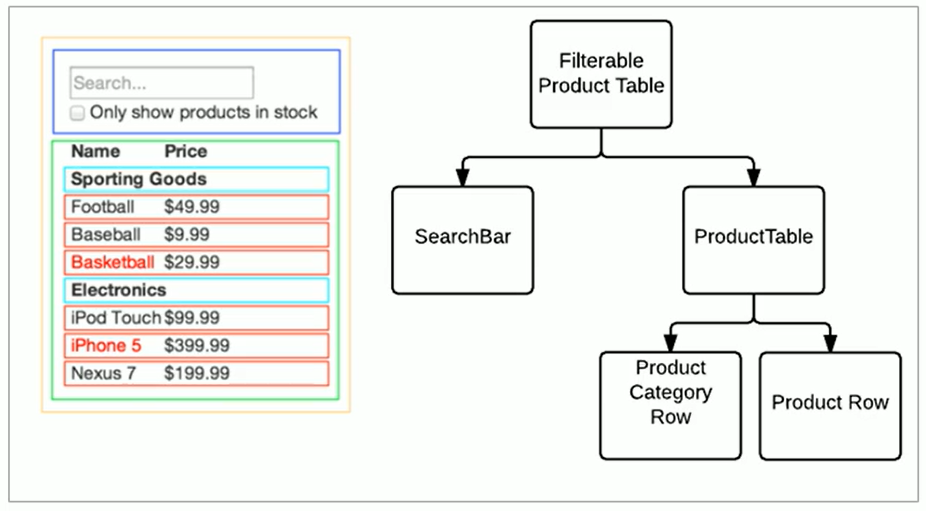 Search...
Only show products in stock
Name Price
Sporting Goods
Football $49.99
Baseball $9.99
Basketball $29.99
Electronics
iPod Touch $99.99
iPhone 5 $399.99
Nexus 7 $199.99
Filterable
Product Table
SearchBar
ProductTable
Product
Category
Row
Product Row